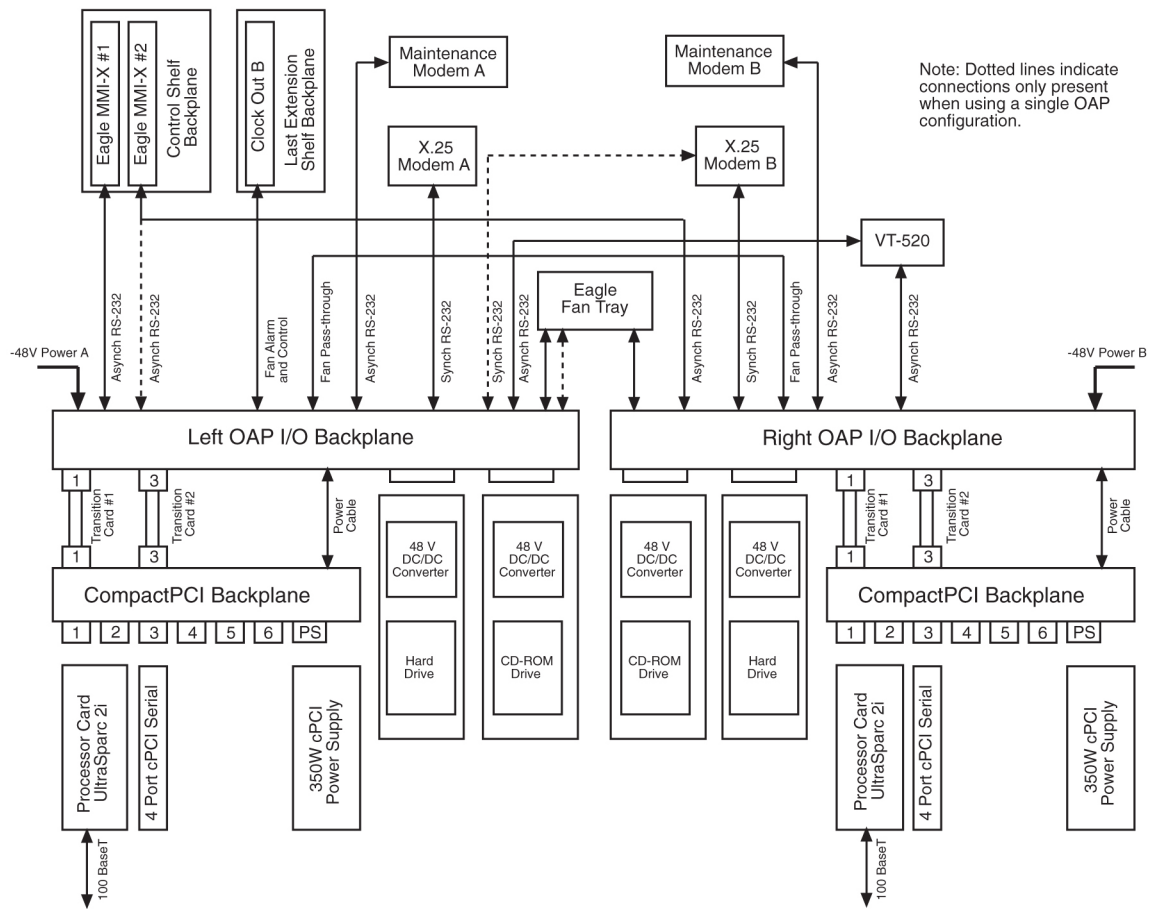 Eagle MMI-X #1
Eagle MMI-X #2
Control Shelf
Backplane
Clock Out B
Last Extension
Shelf Backplane
Maintenance
Modem A
Maintenance
Modem B
Note: Dotted lines indicate
connections only present
when using a single OAP
configuration.
X.25
Modem A
X.25
Modem B
VT-520
Eagle
Fan Tray
-48V Power A
Asynch RS-232
Asynch RS-232
Fan Alarm
and Control
Fan Pass-through
Asynch RS-232
Synch RS-232
Synch RS-232
Asynch RS-232
Asynch RS-232
Synch RS-232
Fan Pass-through
Asynch RS-232
Asynch RS-232
-48V Power B
Left OAP I/O Backplane
Right OAP I/O Backplane
1
3
1
3
Transition
Card #1
Transition
Card #2
Power
Cable
Transition
Card #1
Transition
Card #2
Power
Cable
1
3
1
3
48 V
DC/DC
Converter
48 V
DC/DC
Converter
48 V
DC/DC
Converter
48 V
DC/DC
Converter
CompactPCI Backplane
CompactPCI Backplane
1
2
3
4
5
6
PS
1
2
3
4
5
6
PS
Hard
Drive
CD-ROM
Drive
CD-ROM
Drive
Hard
Drive
Processor Card
UltraSparc 2i
4 Port cPCI Serial
350W cPCI
Power Supply
Processor Card
UltraSparc 2i
4 Port cPCI Serial
350W cPCI
Power Supply
100 BaseT
100 BaseT